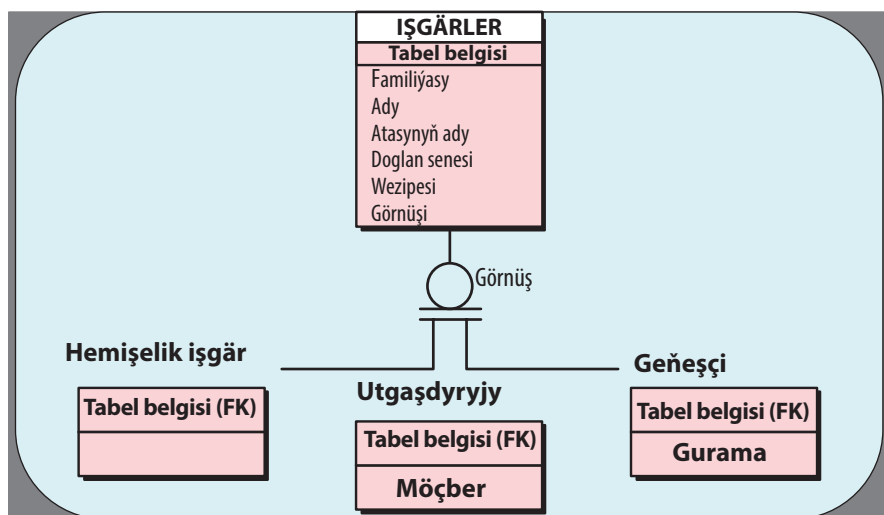 IŞGÄRLER
Tabel belgisi
Familiýasy
Ady
Atasynyň ady
Doglan senesi
Wezipesi
Görnüşi
Görnüş
Hemişelik işgär
Tabel belgisi (FK)
Utgaşdyryjy
Tabel belgisi (FK)
Möçber
Geňeşçi
Tabel belgisi (FK)
Gurama